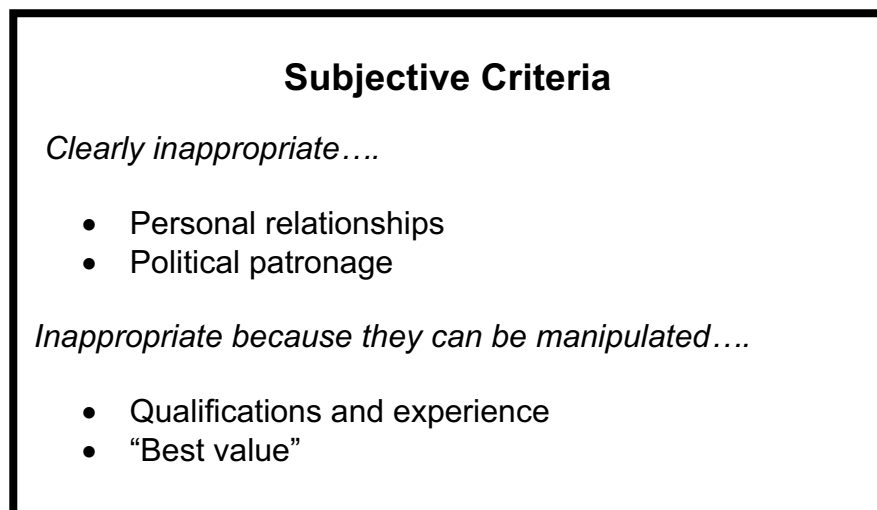 Subjective Criteria
Clearly inappropriate….
• Personal relationships
• Political patronage
Inappropriate because they can be manipulated….
• Qualifications and experience
• “Best value”